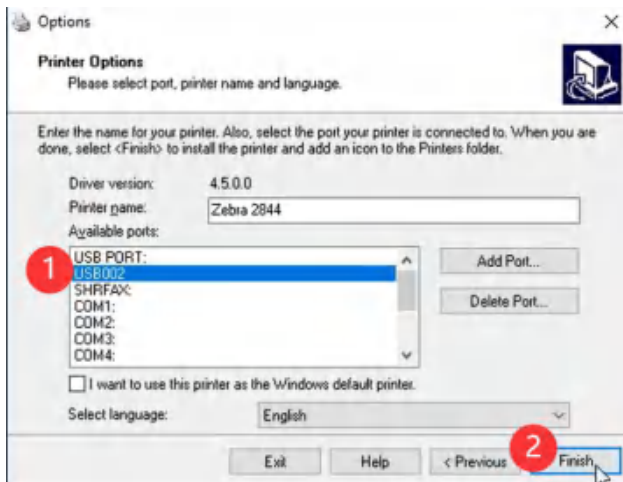 Options
Printer Options
Please select port, printer name and language.
Enter the name for your printer. Also, select the port your printer is connected to. When you are
done, select <Finish> to install the printer and add an icon to the Printers folder.
Driver version: 4.5.0.0
Printer name: Zebra 2844
Available ports:
USB PORT:
1 USB002
SHRFAX:
COM1:
COM2:
COM3:
COM4:
Add Port...
Delete Port...
I want to use this printer as the Windows default printer.
Select language: English
Exit Help < Previous 2 Finish